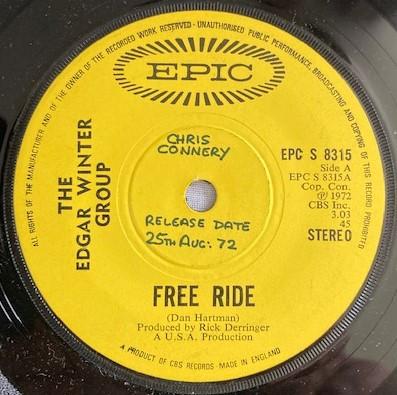 ALL RIGHTS OF THE MANUFACTURER AND OF THE OWNER OF THE RECORDED WORK RESERVED · UNAUTHORISED PUBLIC PERFORMANCE, BROADCASTING AND COPYING OF THIS RECORD PROHIBITED
EPIC
CHRIS
CONNERY
THE
EDGAR WINTER
GROUP
EPC S 8315
Side A
EPC S 8315A
Cop. Con.
℗ 1972
CBS Inc.
3.03
45
STEREO
RELEASE DATE
25TH AUG: 72
FREE RIDE
(Dan Hartman)
Produced by Rick Derringer
A U.S.A. Production
A PRODUCT OF CBS RECORDS · MADE IN ENGLAND